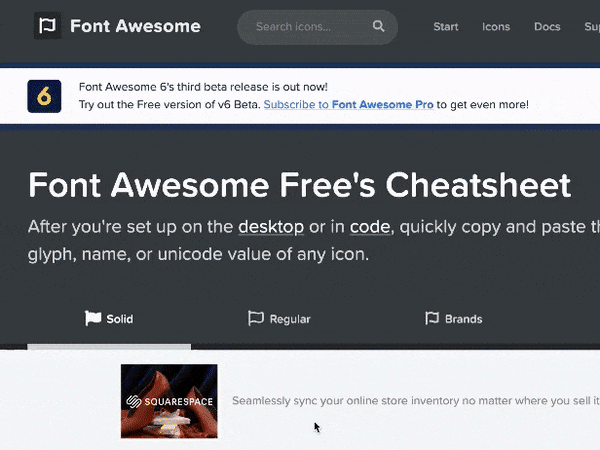 Font Awesome
Search icons...
Start
Icons
Docs
6
Font Awesome 6's third beta release is out now!
Try out the Free version of v6 Beta. Subscribe to Font Awesome Pro to get even more!
Font Awesome Free's Cheatsheet
After you're set up on the desktop or in code, quickly copy and paste
glyph, name, or unicode value of any icon.
Solid
Regular
Brands
SQUARESPACE
Seamlessly sync your online store inventory no matter where you sell it